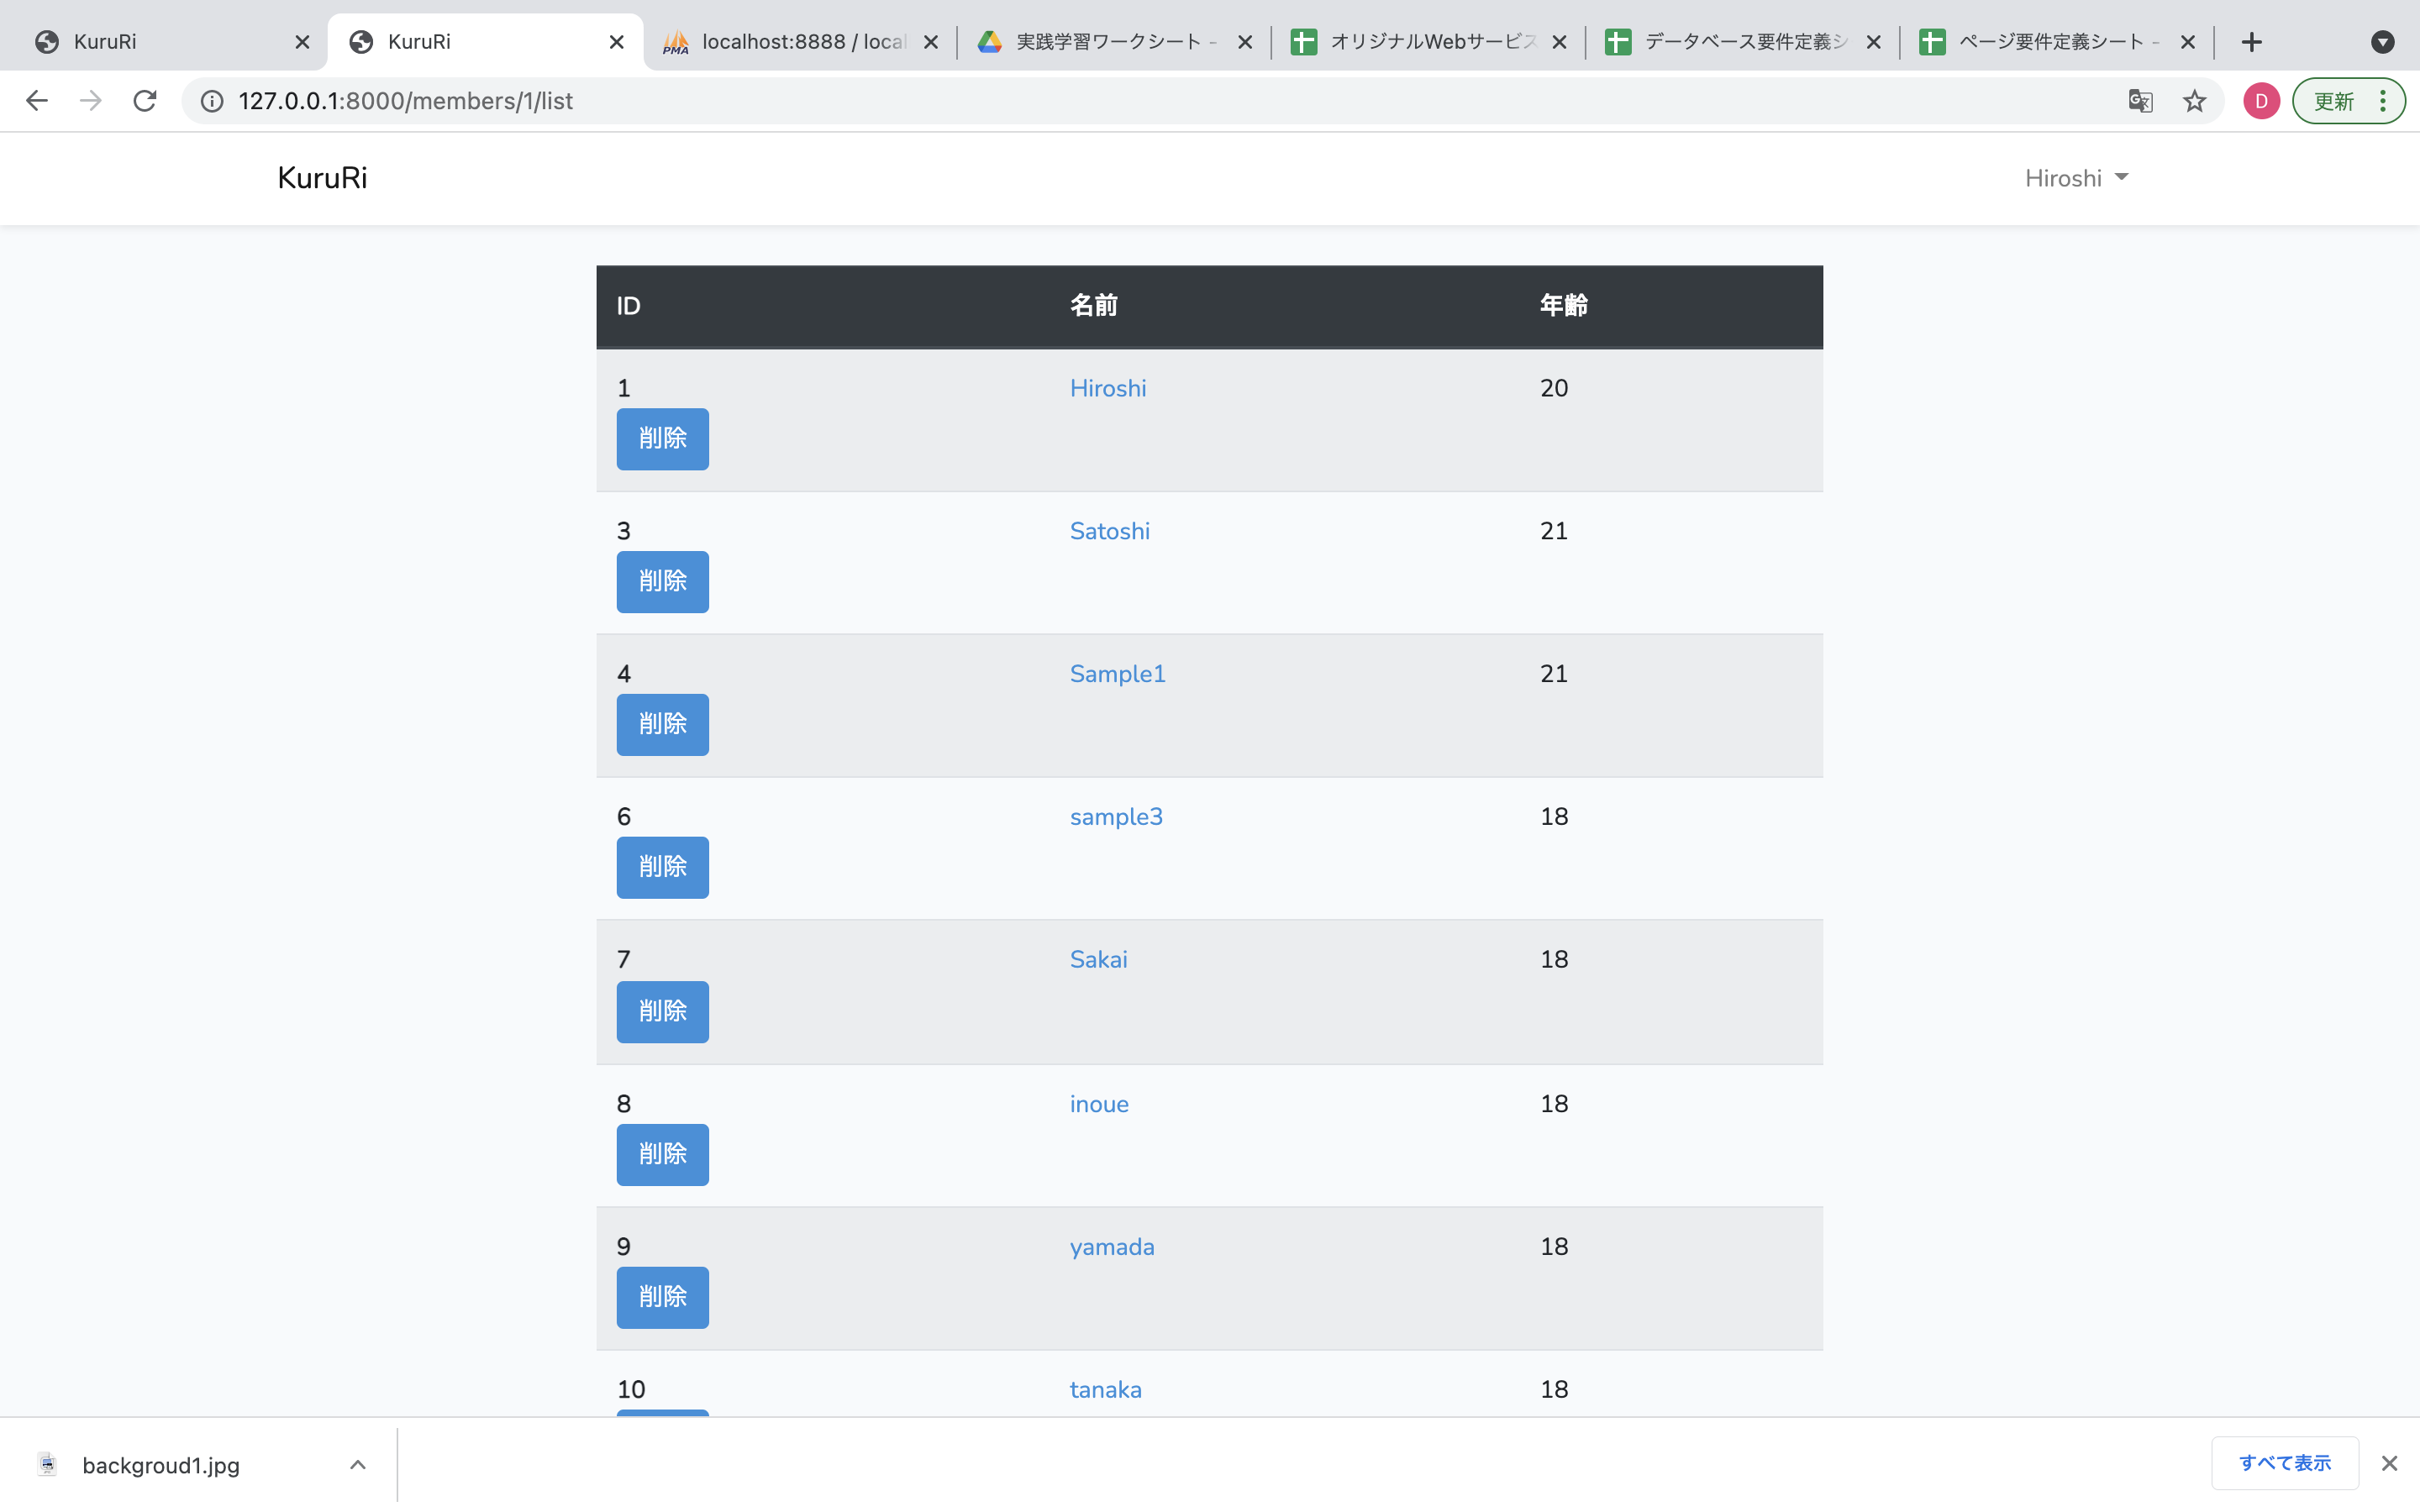 KuruRi
KuruRi
PMA localhost:8888 / local
実践学習ワークシート -
オリジナルWebサービス
データベース要件定義シ
ページ要件定義シート -
127.0.0.1:8000/members/1/list
D
更新
KuruRi
Hiroshi
ID 名前 年齢
1 Hiroshi 20
削除
3 Satoshi 21
削除
4 Sample1 21
削除
6 sample3 18
削除
7 Sakai 18
削除
8 inoue 18
削除
9 yamada 18
削除
10 tanaka 18
backgroud1.jpg
すべて表示